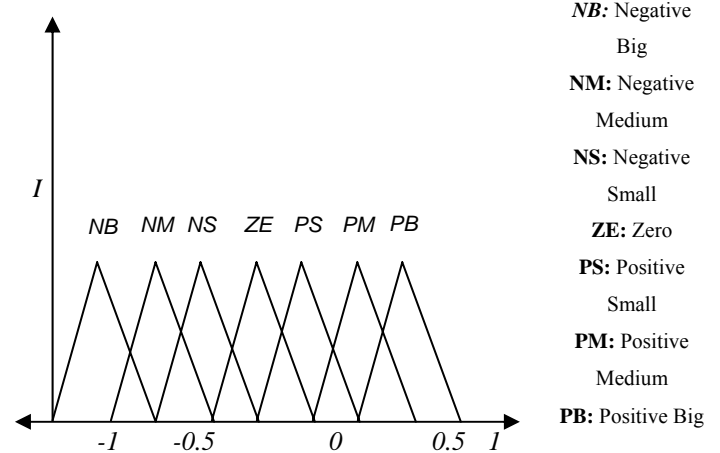 I
NB NM NS ZE PS PM PB
-1 -0.5 0 0.5 1
NB: Negative
Big
NM: Negative
Medium
NS: Negative
Small
ZE: Zero
PS: Positive
Small
PM: Positive
Medium
PB: Positive Big